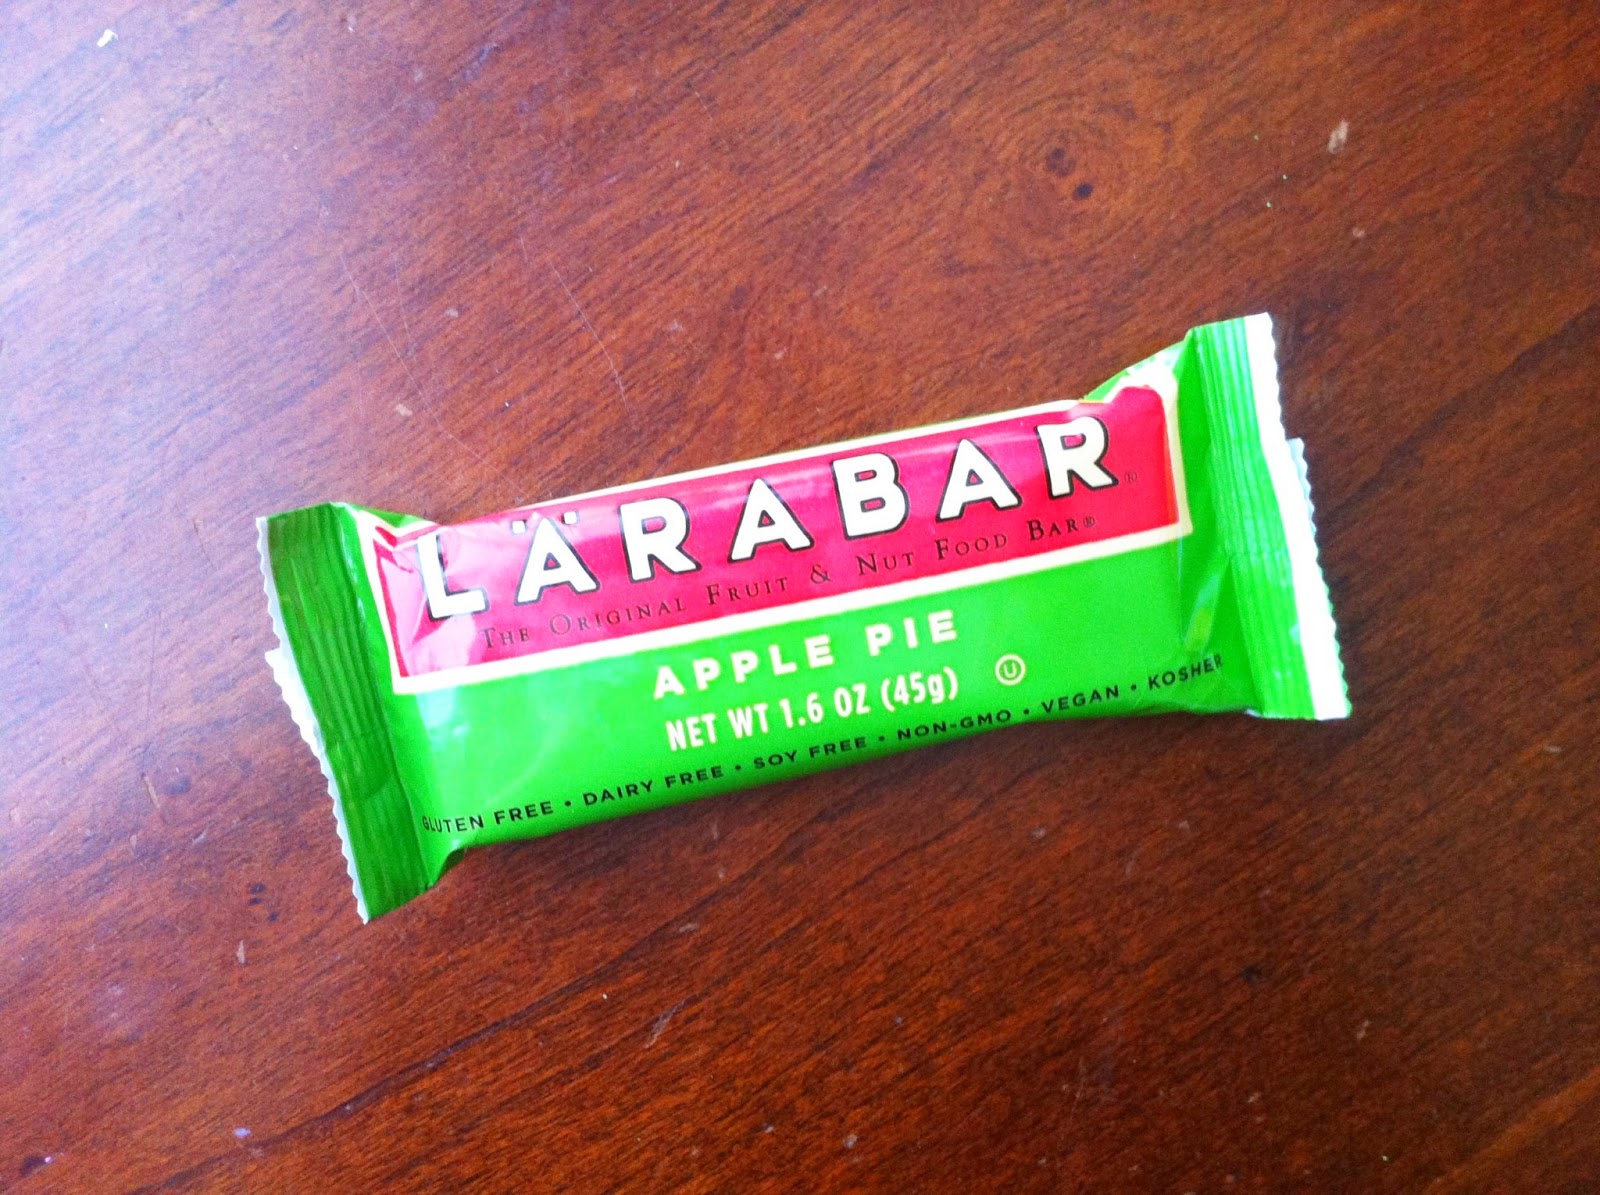 LÄRABAR®
THE ORIGINAL FRUIT & NUT FOOD BAR®
APPLE PIE
NET WT 1.6 OZ (45g) U
GLUTEN FREE • DAIRY FREE • SOY FREE • NON-GMO • VEGAN • KOSHER